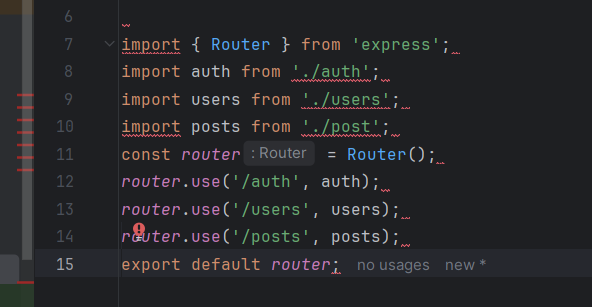 6
7 import { Router } from 'express';
8 import auth from './auth';
9 import users from './users';
10 import posts from './post';
11 const router : Router = Router();
12 router.use('/auth', auth);
13 router.use('/users', users);
14 router.use('/posts', posts);
15 export default router; no usages new *